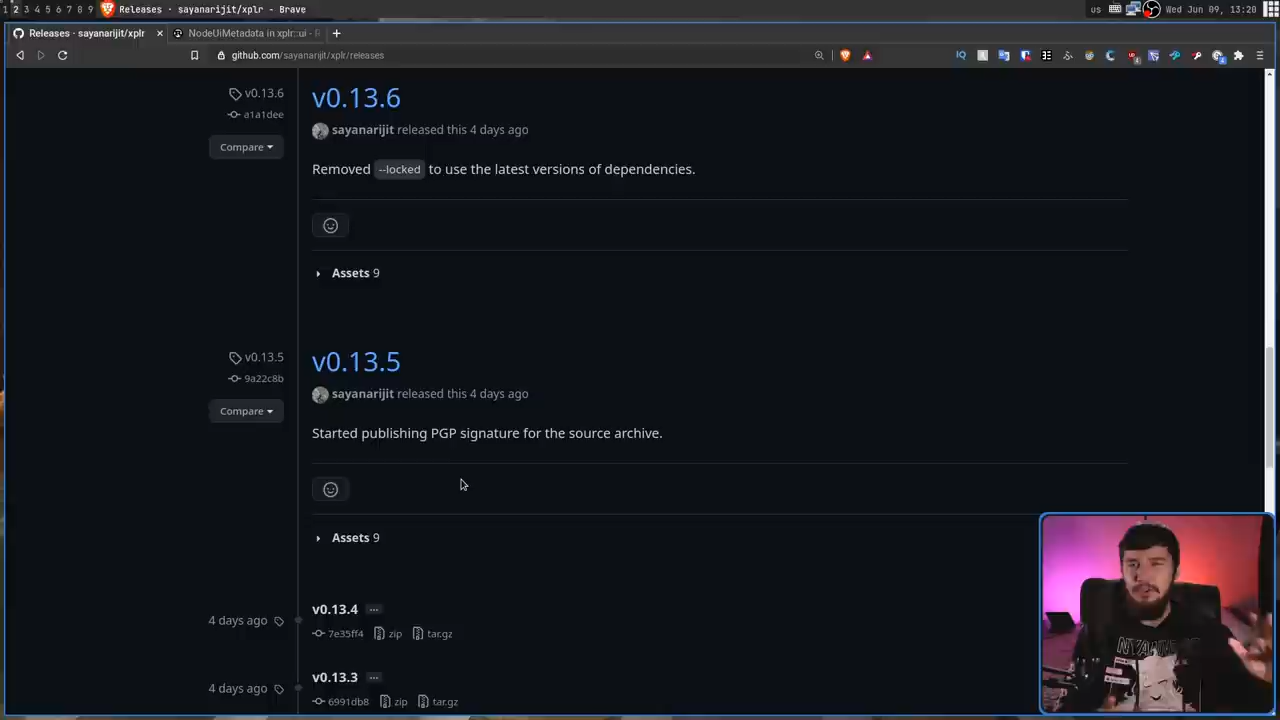 1 2 3 4 5 6 7 8 9 Releases · sayanarijit/xplr - Brave us Wed Jun 09, 13:20
Releases · sayanarijit/xplr × NodeUiMetadata in xplr::ui - +
github.com/sayanarijit/xplr/releases
v0.13.6
a1a1dee
Compare
v0.13.6
sayanarijit released this 4 days ago
Removed --locked to use the latest versions of dependencies.
Assets 9
v0.13.5
9a22c8b
Compare
v0.13.5
sayanarijit released this 4 days ago
Started publishing PGP signature for the source archive.
Assets 9
4 days ago
v0.13.4 ...
7e35ff4 zip tar.gz
4 days ago
v0.13.3 ...
6991db8 zip tar.gz